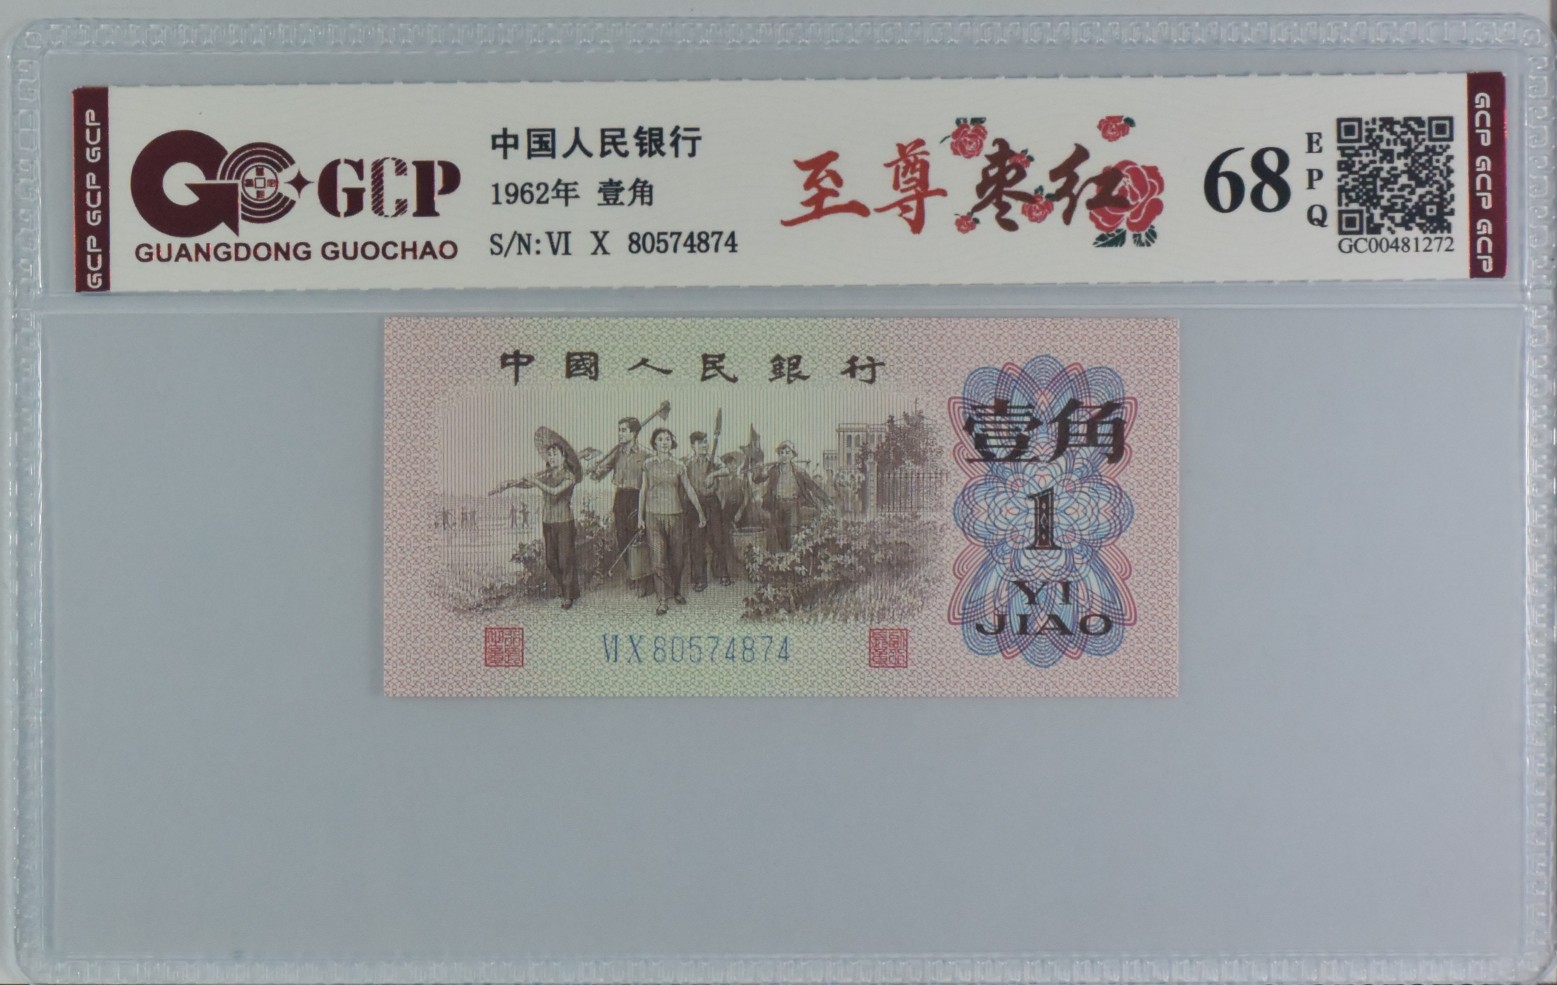 GCP GCP GCP
GCP
GUANGDONG GUOCHAO
中国人民银行
1962年 壹角
S/N:Ⅵ Ⅹ 80574874
至尊枣红
68
EPQ
GC00481272
GCP GCP GCP
中國人民銀行
壹角
1
YI
JIAO
ⅥⅩ80574874